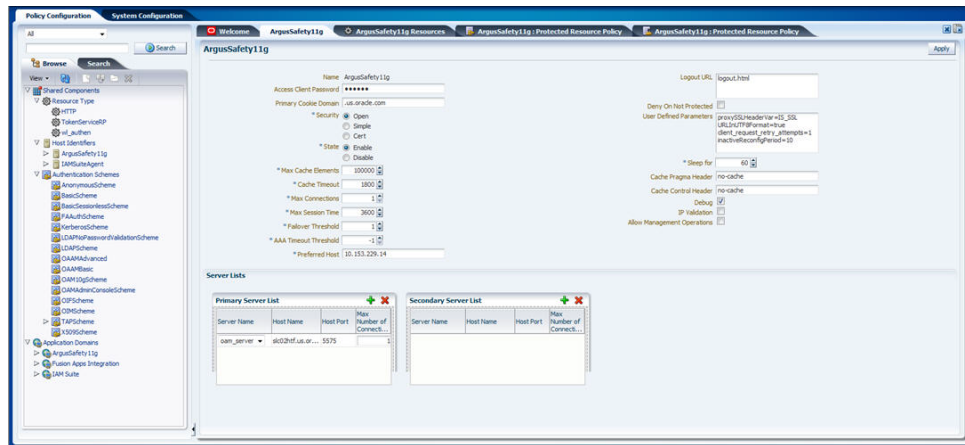 Policy Configuration
System Configuration
All
Search
Browse
Search
View
Shared Components
Resource Type
HTTP
TokenServiceRP
wl_authen
Host Identifiers
ArgusSafety11g
IAMSuiteAgent
Authentication Schemes
AnonymousScheme
BasicScheme
BasicSessionlessScheme
FAAuthScheme
KerberosScheme
LDAPNoPasswordValidationScheme
LDAPScheme
OAAMAdvanced
OAAMBasic
OAM10gScheme
OAMAdminConsoleScheme
OIFScheme
OIMScheme
TAPScheme
X509Scheme
Application Domains
ArgusSafety11g
Fusion Apps Integration
IAM Suite
Welcome
ArgusSafety11g
ArgusSafety11g Resources
ArgusSafety11g : Protected Resource Policy
ArgusSafety11g : Protected Resource Policy
ArgusSafety11g
Apply
Name ArgusSafety11g
Access Client Password ••••••
Primary Cookie Domain .us.oracle.com
* Security Open
Simple
Cert
* State Enable
Disable
* Max Cache Elements 100000
* Cache Timeout 1800
* Max Connections 1
* Max Session Time 3600
* Failover Threshold 1
* AAA Timeout Threshold -1
* Preferred Host 10.153.229.14
Logout URL logout.html
Deny On Not Protected
User Defined Parameters proxySSLHeaderVar=IS_SSL
URLInUTF8Format=true
client_request_retry_attempts=1
inactiveReconfigPeriod=10
* Sleep for 60
Cache Pragma Header no-cache
Cache Control Header no-cache
Debug
IP Validation
Allow Management Operations
Server Lists
Primary Server List
Server Name Host Name Host Port Max Number of Connecti...
oam_server slc02htf.us.or... 5575 1
Secondary Server List
Server Name Host Name Host Port Max Number of Connecti...